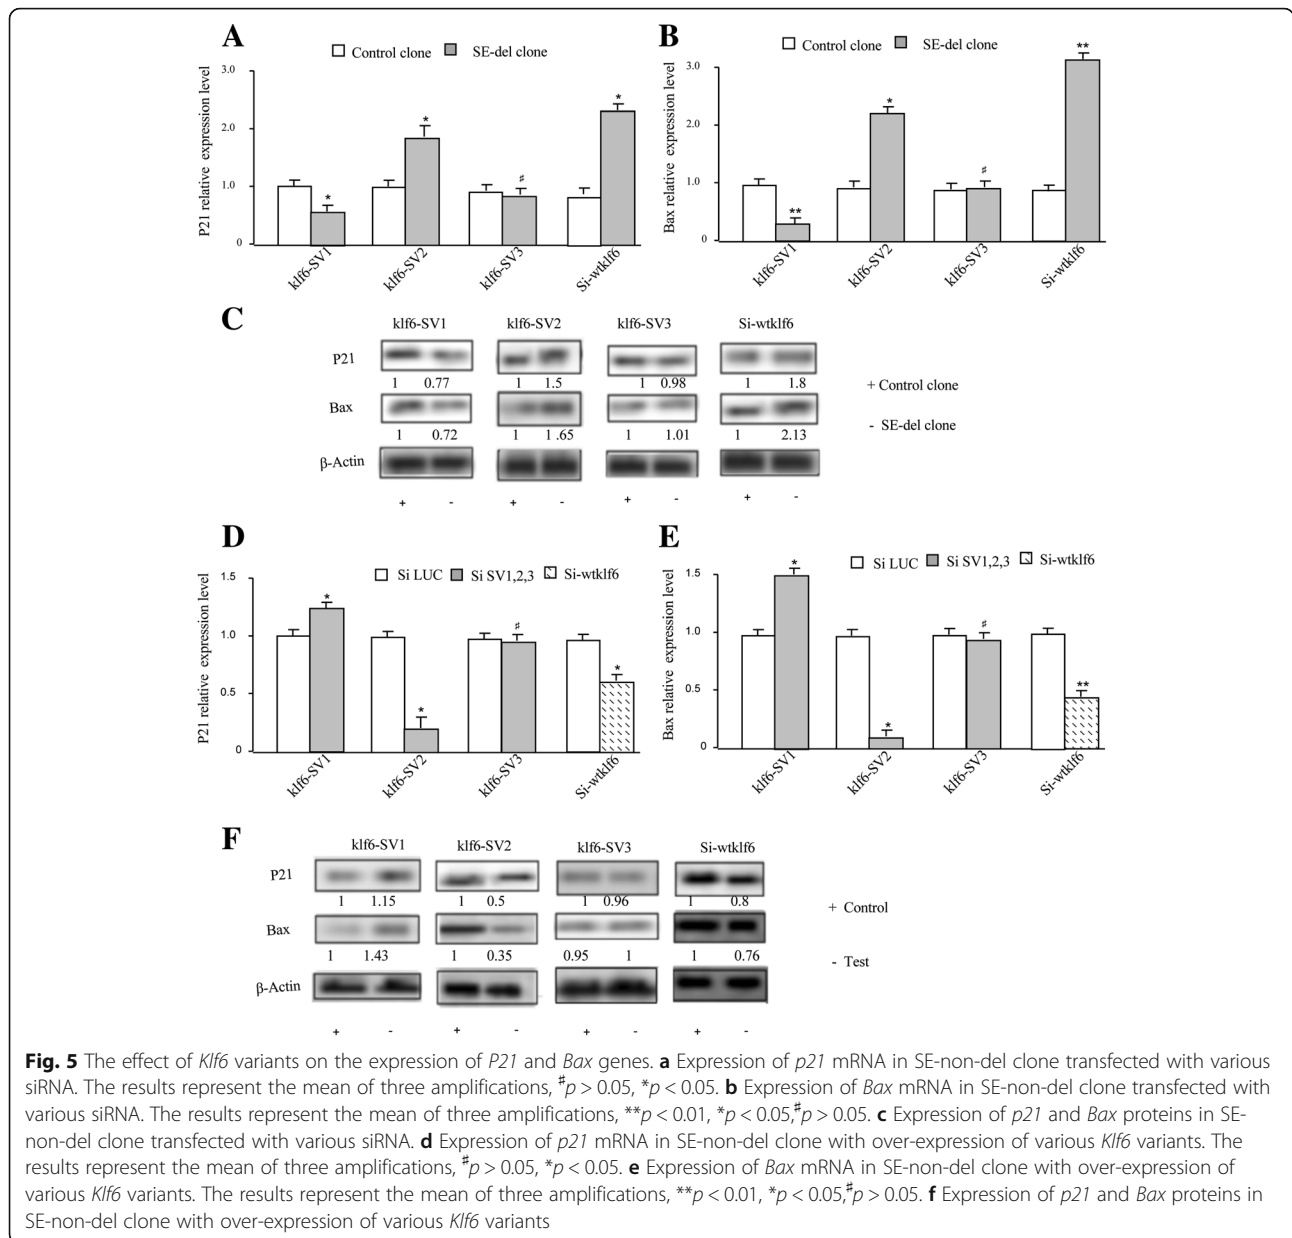 A
Control clone SE-del clone
P21 relative expression level
3.0
2.0
1.0
0
* * ♯ *
klf6-SV1 klf6-SV2 klf6-SV3 Si-wtklf6
B
Control clone SE-del clone
Bax relative expression level
3.0
2.0
1.0
0
** * ♯ **
klf6-SV1 klf6-SV2 klf6-SV3 Si-wtklf6
C
klf6-SV1 klf6-SV2 klf6-SV3 Si-wtklf6
P21
1 0.77 1 1.5 1 0.98 1 1.8
+ Control clone
Bax
- SE-del clone
1 0.72 1 1 .65 1 1.01 1 2.13
β-Actin
+ - + - + - + -
D
Si LUC Si SV1,2,3 Si-wtklf6
P21 relative expression level
1.5
1.0
0.5
0
* * ♯ *
klf6-SV1 klf6-SV2 klf6-SV3 Si-wtklf6
E
Si LUC Si SV1,2,3 Si-wtklf6
Bax relative expression level
1.5
1.0
0.5
0
* * ♯ **
klf6-SV1 klf6-SV2 klf6-SV3 Si-wtklf6
F
klf6-SV1 klf6-SV2 klf6-SV3 Si-wtklf6
P21
1 1.15 1 0.5 1 0.96 1 0.8
+ Control
Bax
1 1.43 1 0.35 0.95 1 1 0.76
- Test
β-Actin
+ - + - + - + -
Fig. 5 The effect of Klf6 variants on the expression of P21 and Bax genes. a Expression of p21 mRNA in SE-non-del clone transfected with various
siRNA. The results represent the mean of three amplifications, ♯p > 0.05, *p < 0.05. b Expression of Bax mRNA in SE-non-del clone transfected with
various siRNA. The results represent the mean of three amplifications, **p < 0.01, *p < 0.05,♯p > 0.05. c Expression of p21 and Bax proteins in SE-
non-del clone transfected with various siRNA. d Expression of p21 mRNA in SE-non-del clone with over-expression of various Klf6 variants. The
results represent the mean of three amplifications, ♯p > 0.05, *p < 0.05. e Expression of Bax mRNA in SE-non-del clone with over-expression of
various Klf6 variants. The results represent the mean of three amplifications, **p < 0.01, *p < 0.05,♯p > 0.05. f Expression of p21 and Bax proteins in
SE-non-del clone with over-expression of various Klf6 variants